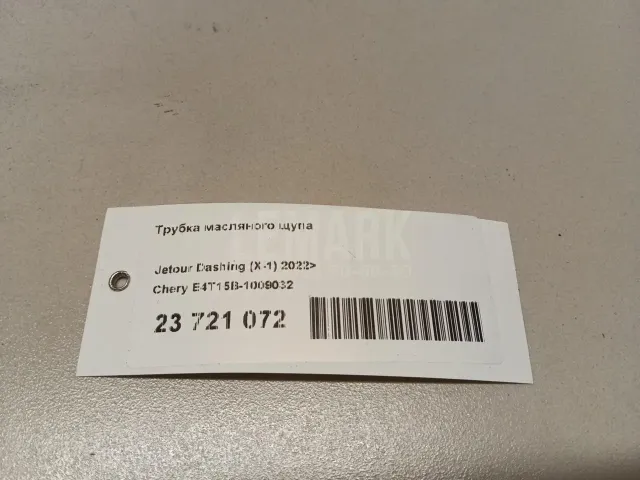 Трубка масляного щупа
Jetour Dashing (X-1) 2022>
Chery E4T15B-1009032
23 721 072